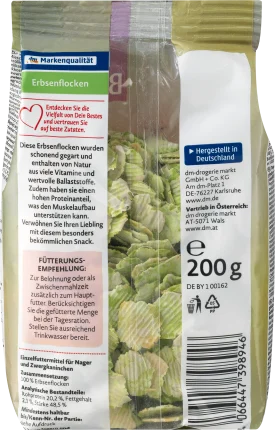 dm Markenqualität
Erbsenflocken
Entdecken Sie die
Vielfalt von Dein Bestes
und vertrauen Sie
auf beste Zutaten.
Diese Erbsenflocken wurden
schonend gegart und
enthalten von Natur
aus viele Vitamine und
wertvolle Ballaststoffe.
Zudem haben sie einen
hohen Proteinanteil,
was den Muskelaufbau
unterstützen kann.
Verwöhnen Sie Ihren Liebling
mit diesem besonders
bekömmlichen Snack.
FÜTTERUNGS-
EMPFEHLUNG:
Zur Belohnung oder als
Zwischenmahlzeit
zusätzlich zum Haupt-
futter. Berücksichtigen
Sie die gefütterte Menge
bei der Tagesration.
Stellen Sie ausreichend
Trinkwasser bereit.
Einzelfuttermittel für Nager
und Zwergkaninchen
Zusammensetzung:
100 % Erbsenflocken
Analytische Bestandteile:
Rohprotein 20,2 %, Fettgehalt
Stärke 48,5 %
Mindestens haltbar
Hergestellt in
Deutschland
dm-drogerie markt
GmbH + Co. KG
Am dm-Platz 1
DE-76227 Karlsruhe
www.dm.de
Vertrieb in Österreich:
dm-drogerie markt
AT-5071 Wals
www.dm.at
e
200 g
DE BY 1 00162
PP
4066447398946